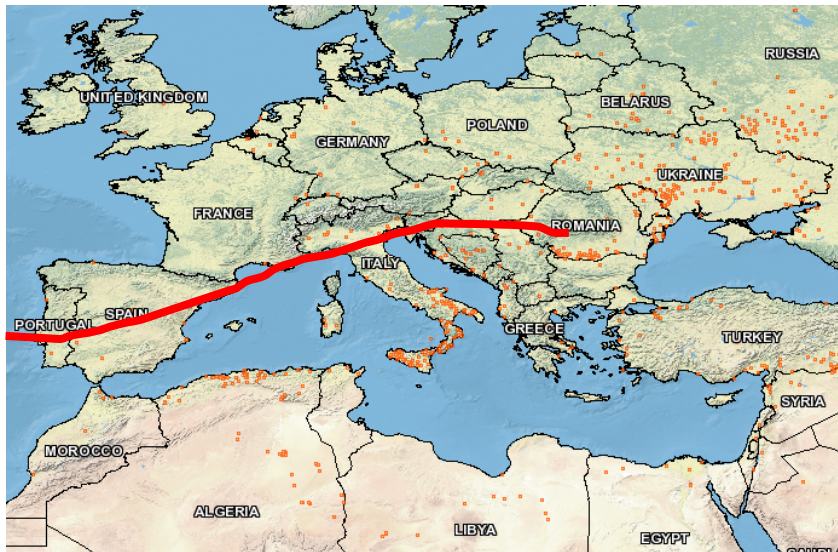 RUSSIA
UNITED KINGDOM
BELARUS
POLAND
GERMANY
UKRAINE
FRANCE
ROMANIA
ITALY
SPAIN
PORTUGAL
GREECE
TURKEY
SYRIA
MOROCCO
ALGERIA
LIBYA
EGYPT